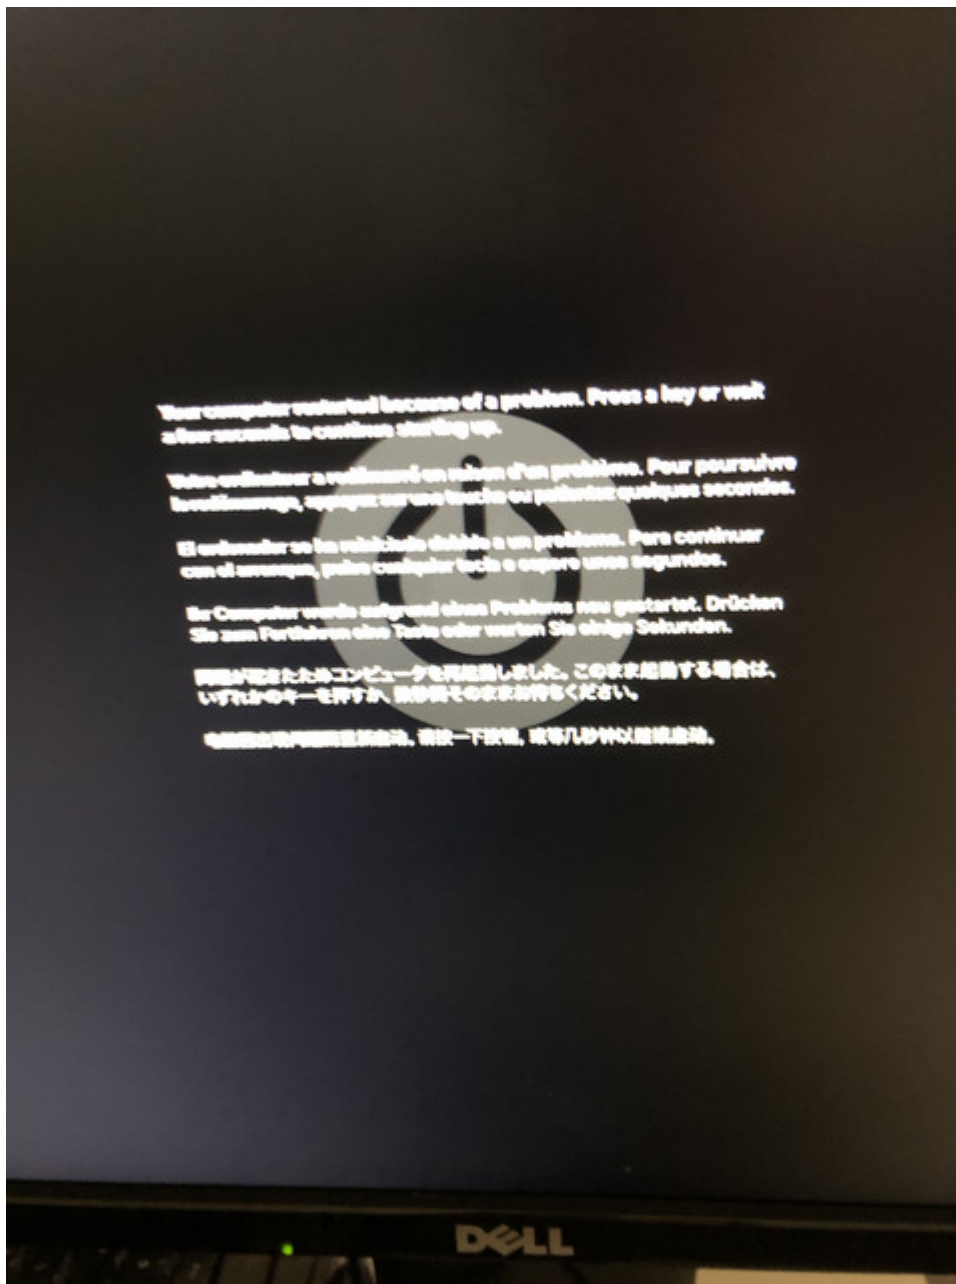 Your computer restarted because of a problem. Press a key or wait
a few seconds to continue starting up.
Votre ordinateur a redémarré en raison d'un problème. Pour poursuivre
le redémarrage, appuyez sur une touche ou patientez quelques secondes.
El ordenador se ha reiniciado debido a un problema. Para continuar
con el arranque, pulse cualquier tecla o espere unos segundos.
Ihr Computer wurde aufgrund eines Problems neu gestartet. Drücken
Sie zum Fortfahren eine Taste oder warten Sie einige Sekunden.
問題が起きたためコンピュータを再起動しました。このまま起動する場合は、
いずれかのキーを押すか、数秒間そのままお待ちください。
电脑因出现问题而重新启动。请按一下按键，或等几秒钟以继续启动。
DELL